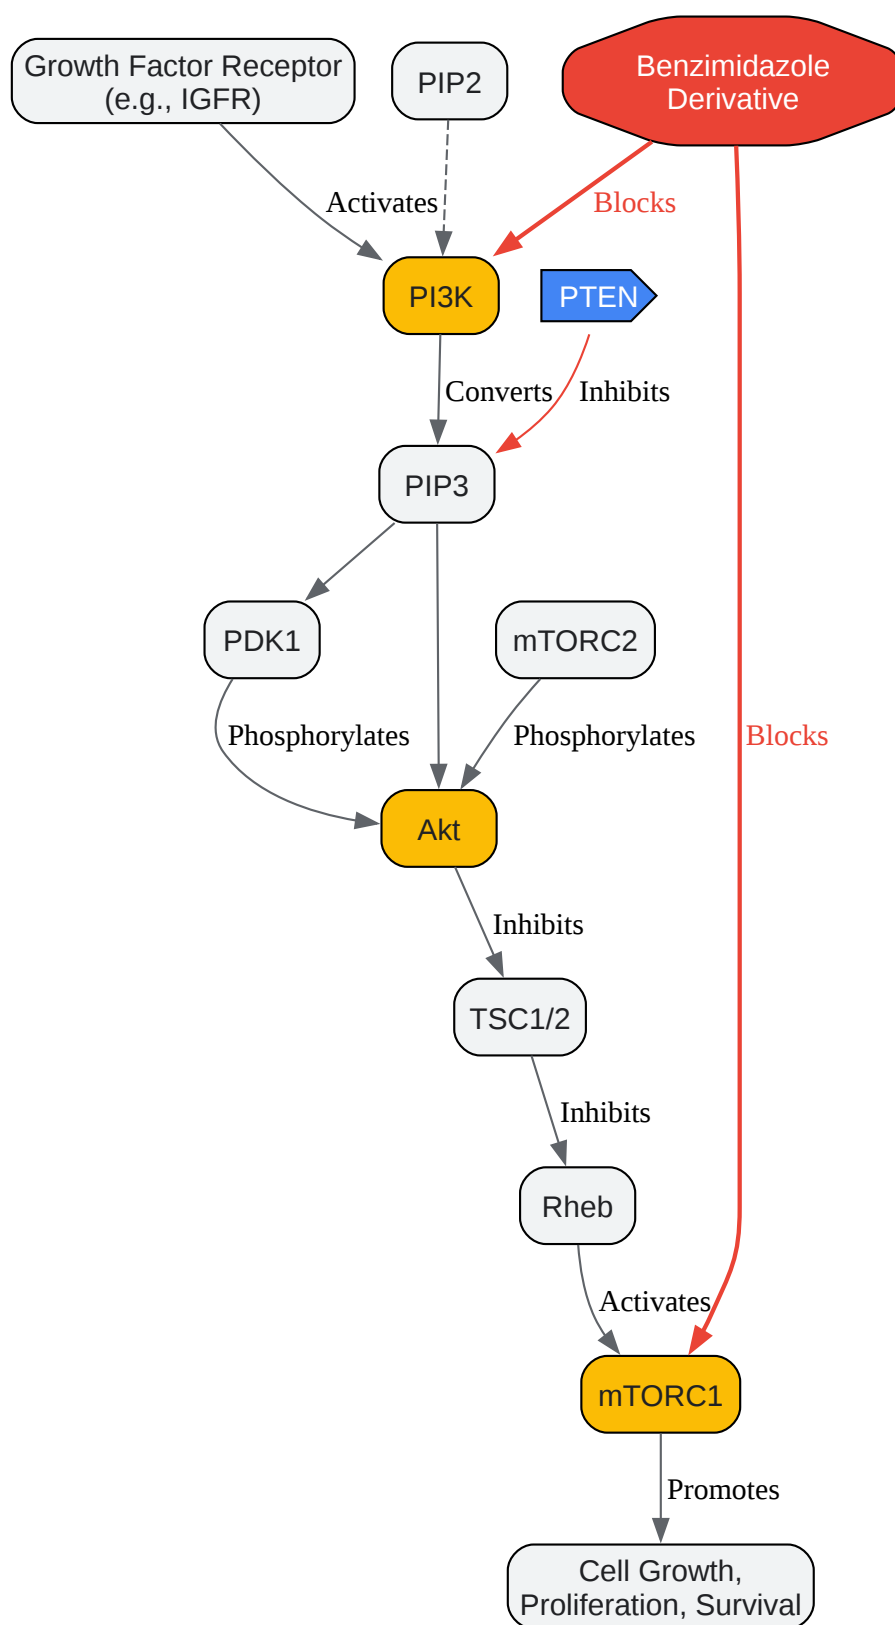 Growth Factor Receptor
(e.g., IGFR)
PIP2
Benzimidazole
Derivative
Activates
Blocks
PI3K
PTEN
Converts
Inhibits
PIP3
PDK1
mTORC2
Phosphorylates
Phosphorylates
Blocks
Akt
Inhibits
TSC1/2
Inhibits
Rheb
Activates
mTORC1
Promotes
Cell Growth,
Proliferation, Survival